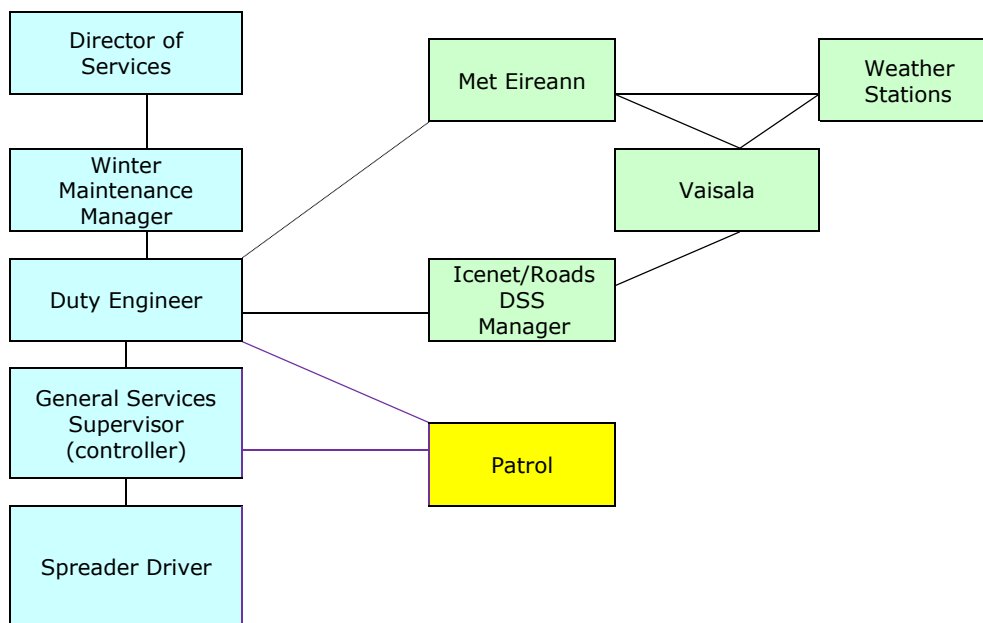 Director of
Services
Met Eireann
Weather
Stations
Winter
Maintenance
Manager
Vaisala
Duty Engineer
Icenet/Roads
DSS
Manager
General Services
Supervisor
(controller)
Patrol
Spreader Driver